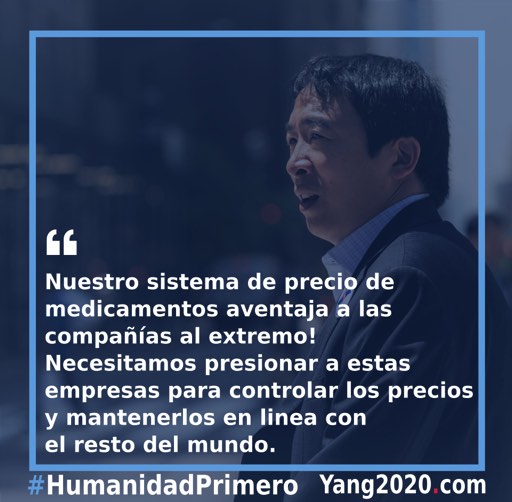 “
Nuestro sistema de precio de
medicamentos aventaja a las
compañías al extremo!
Necesitamos presionar a estas
empresas para controlar los precios
y mantenerlos en linea con
el resto del mundo.
#HumanidadPrimero Yang2020.com